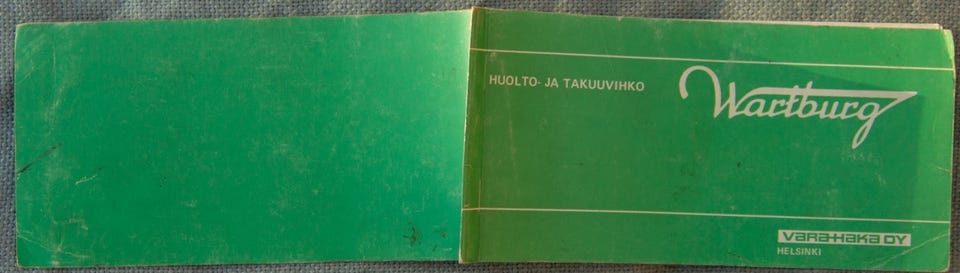 HUOLTO- JA TAKUUVIHKO
Wartburg
VARA-HAKA OY
HELSINKI